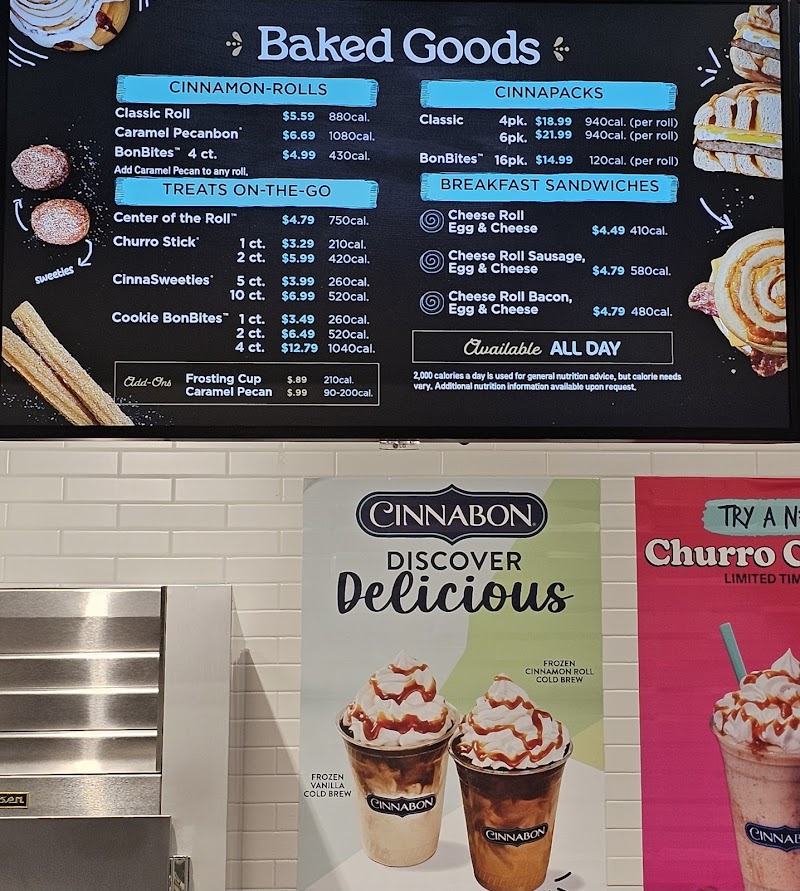 Baked Goods
CINNAMON-ROLLS
Classic Roll $5.59 880cal.
Caramel Pecanbon® $6.69 1080cal.
BonBites™ 4 ct. $4.99 430cal.
Add Caramel Pecan to any roll.
TREATS ON-THE-GO
Center of the Roll™ $4.79 750cal.
Churro Stick® 1 ct. $3.29 210cal.
2 ct. $5.99 420cal.
CinnaSweeties® 5 ct. $3.99 260cal.
10 ct. $6.99 520cal.
Cookie BonBites™ 1 ct. $3.49 260cal.
2 ct. $6.49 520cal.
4 ct. $12.79 1040cal.
Add-Ons Frosting Cup $.89 210cal.
Caramel Pecan $.99 90-200cal.
sweeties
CINNAPACKS
Classic 4pk. $18.99 940cal. (per roll)
6pk. $21.99 940cal. (per roll)
BonBites™ 16pk. $14.99 120cal. (per roll)
BREAKFAST SANDWICHES
Cheese Roll
Egg & Cheese $4.49 410cal.
Cheese Roll Sausage,
Egg & Cheese $4.79 580cal.
Cheese Roll Bacon,
Egg & Cheese $4.79 480cal.
Available ALL DAY
2,000 calories a day is used for general nutrition advice, but calorie needs
vary. Additional nutrition information available upon request.
CINNABON®
DISCOVER
Delicious
FROZEN
CINNAMON ROLL
COLD BREW
FROZEN
VANILLA
COLD BREW
CINNABON
CINNABON
TRY A N
Churro C
LIMITED TIM
CINNAB